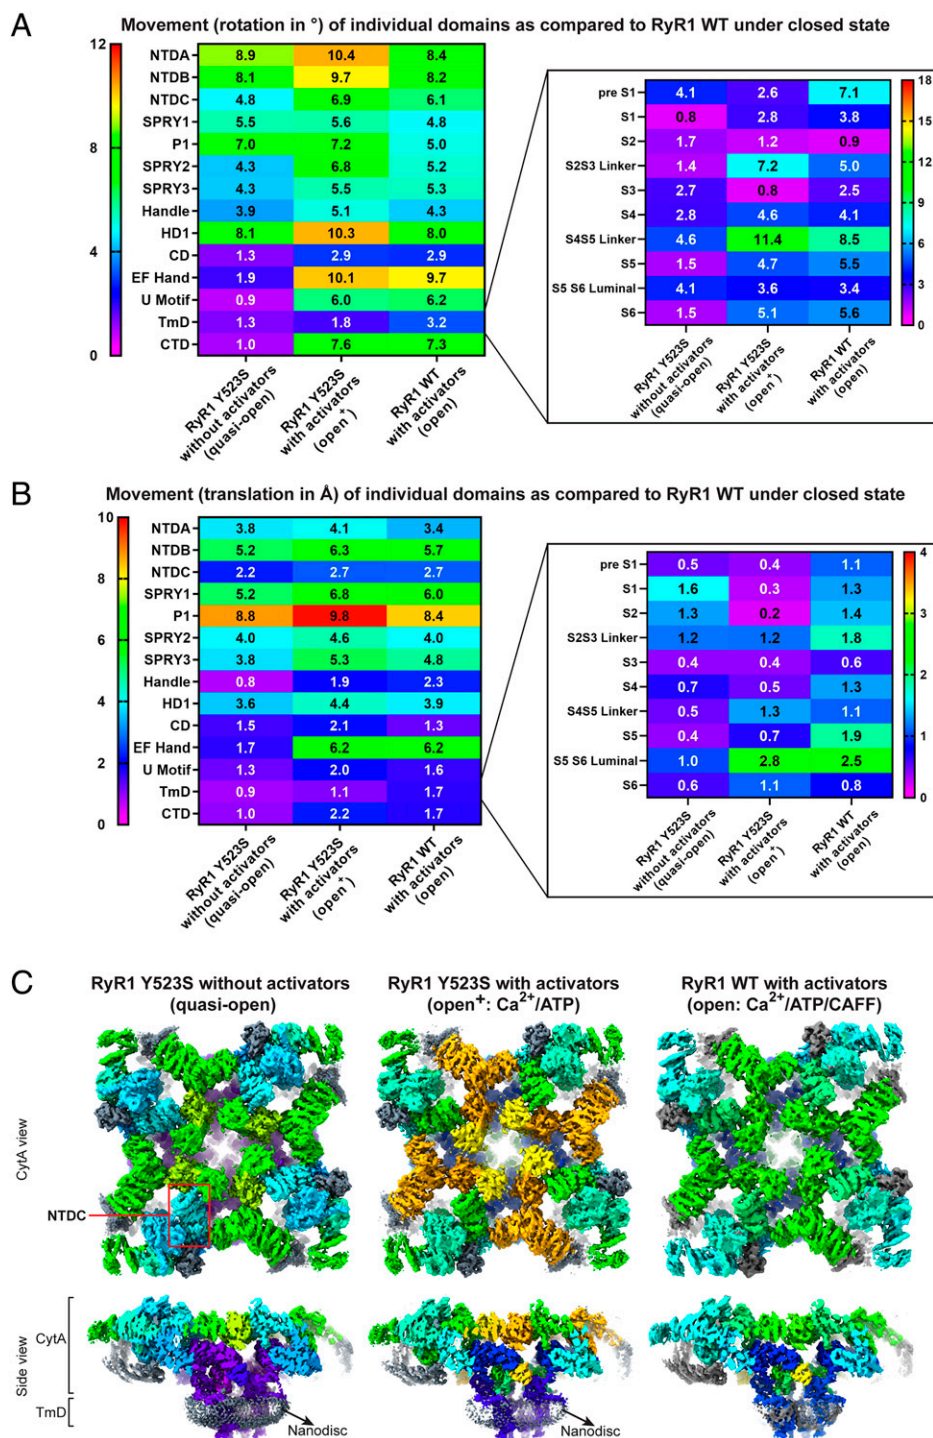 A
Movement (rotation in °) of individual domains as compared to RyR1 WT under closed state
12
8
4
0
NTDA 8.9 10.4 8.4
NTDB 8.1 9.7 8.2
NTDC 4.8 6.9 6.1
SPRY1 5.5 5.6 4.8
P1 7.0 7.2 5.0
SPRY2 4.3 6.8 5.2
SPRY3 4.3 5.5 5.3
Handle 3.9 5.1 4.3
HD1 8.1 10.3 8.0
CD 1.3 2.9 2.9
EF Hand 1.9 10.1 9.7
U Motif 0.9 6.0 6.2
TmD 1.3 1.8 3.2
CTD 1.0 7.6 7.3
RyR1 Y523S
without activators
(quasi-open)
RyR1 Y523S
with activators
(open⁺)
RyR1 WT
with activators
(open)
pre S1 4.1 2.6 7.1
S1 0.8 2.8 3.8
S2 1.7 1.2 0.9
S2S3 Linker 1.4 7.2 5.0
S3 2.7 0.8 2.5
S4 2.8 4.6 4.1
S4S5 Linker 4.6 11.4 8.5
S5 1.5 4.7 5.5
S5 S6 Luminal 4.1 3.6 3.4
S6 1.5 5.1 5.6
18
15
12
9
6
3
0
RyR1 Y523S
without activators
(quasi-open)
RyR1 Y523S
with activators
(open⁺)
RyR1 WT
with activators
(open)
B
Movement (translation in Å) of individual domains as compared to RyR1 WT under closed state
10
8
6
4
2
0
NTDA 3.8 4.1 3.4
NTDB 5.2 6.3 5.7
NTDC 2.2 2.7 2.7
SPRY1 5.2 6.8 6.0
P1 8.8 9.8 8.4
SPRY2 4.0 4.6 4.0
SPRY3 3.8 5.3 4.8
Handle 0.8 1.9 2.3
HD1 3.6 4.4 3.9
CD 1.5 2.1 1.3
EF Hand 1.7 6.2 6.2
U Motif 1.3 2.0 1.6
TmD 0.9 1.1 1.7
CTD 1.0 2.2 1.7
RyR1 Y523S
without activators
(quasi-open)
RyR1 Y523S
with activators
(open⁺)
RyR1 WT
with activators
(open)
pre S1 0.5 0.4 1.1
S1 1.6 0.3 1.3
S2 1.3 0.2 1.4
S2S3 Linker 1.2 1.2 1.8
S3 0.4 0.4 0.6
S4 0.7 0.5 1.3
S4S5 Linker 0.5 1.3 1.1
S5 0.4 0.7 1.9
S5 S6 Luminal 1.0 2.8 2.5
S6 0.6 1.1 0.8
4
3
2
1
0
RyR1 Y523S
without activators
(quasi-open)
RyR1 Y523S
with activators
(open⁺)
RyR1 WT
with activators
(open)
C
RyR1 Y523S without activators
(quasi-open)
RyR1 Y523S with activators
(open⁺: Ca²⁺/ATP)
RyR1 WT with activators
(open: Ca²⁺/ATP/CAFF)
CytA view
NTDC
Side view
CytA
TmD
Nanodisc
Nanodisc